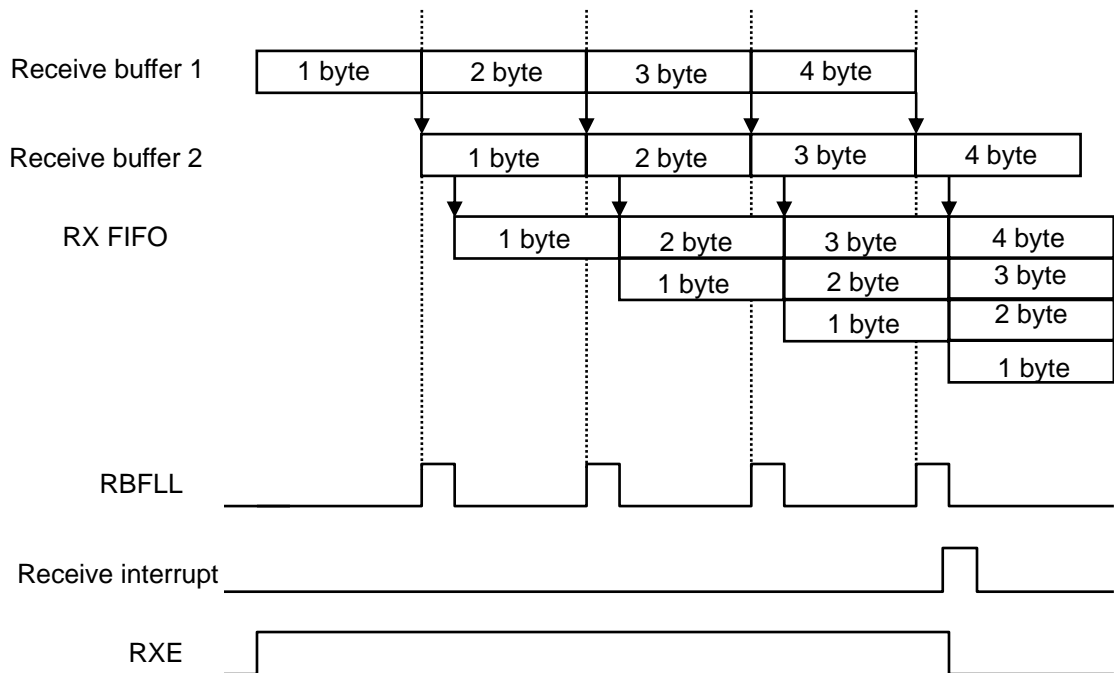 Receive buffer 1
1 byte 2 byte 3 byte 4 byte
Receive buffer 2
1 byte 2 byte 3 byte 4 byte
RX FIFO
1 byte 2 byte 3 byte 4 byte
1 byte 2 byte 3 byte
1 byte 2 byte
1 byte
RBFLL
Receive interrupt
RXE